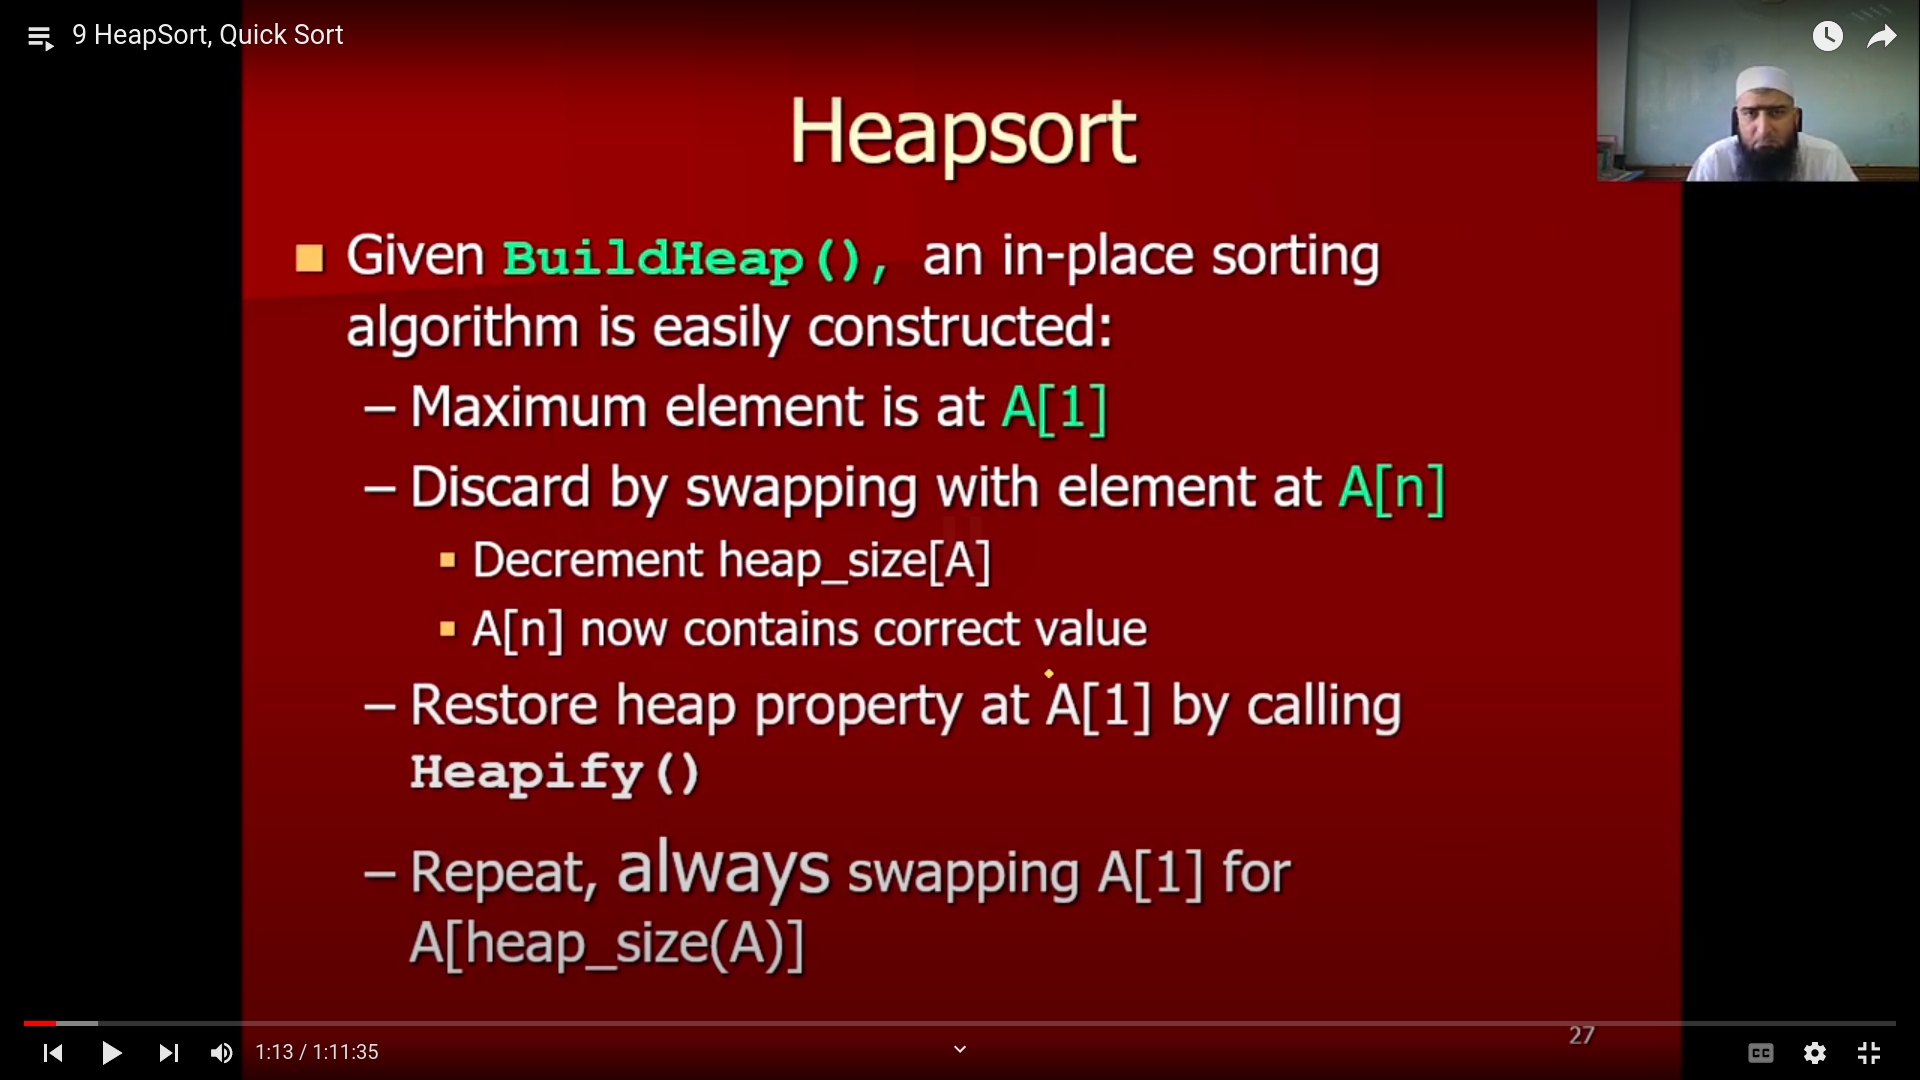 9 HeapSort, Quick Sort
Heapsort
Given BuildHeap(), an in-place sorting
algorithm is easily constructed:
– Maximum element is at A[1]
– Discard by swapping with element at A[n]
Decrement heap_size[A]
A[n] now contains correct value
– Restore heap property at A[1] by calling
Heapify()
– Repeat, always swapping A[1] for
A[heap_size(A)]
27
1:13 / 1:11:35
CC